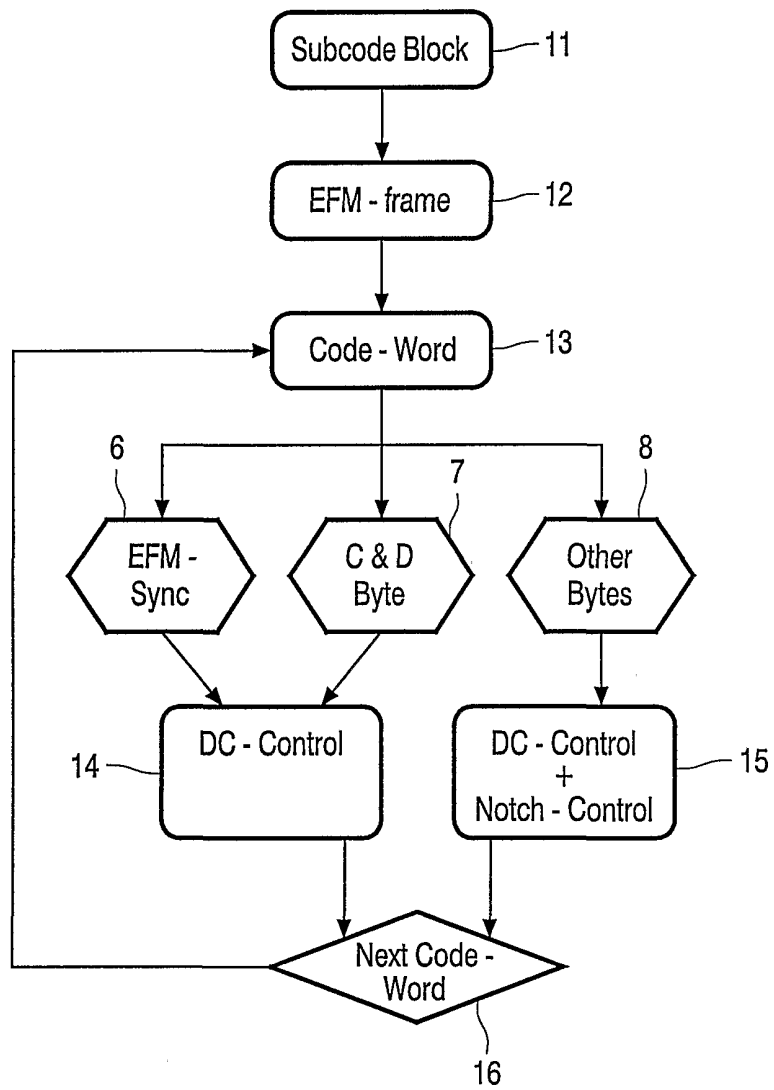 Subcode Block
11
EFM - frame
12
Code - Word
13
6
7
8
EFM -
Sync
C & D
Byte
Other
Bytes
DC - Control
14
DC - Control
+
Notch - Control
15
Next Code -
Word
16